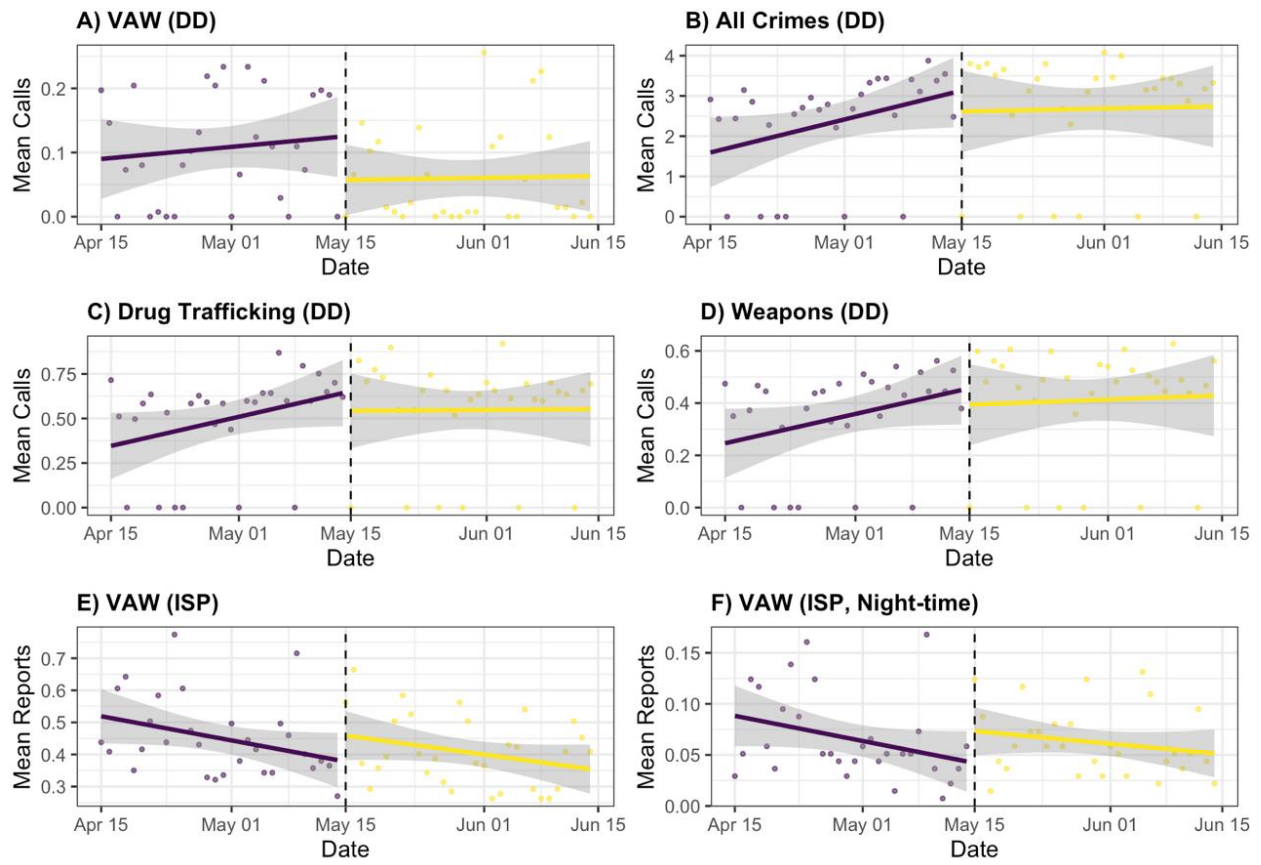 A) VAW (DD)
Mean Calls
0.2
0.1
0.0
Apr 15 May 01 May 15 Jun 01 Jun 15
Date
B) All Crimes (DD)
Mean Calls
4
3
2
1
0
Apr 15 May 01 May 15 Jun 01 Jun 15
Date
C) Drug Trafficking (DD)
Mean Calls
0.75
0.50
0.25
0.00
Apr 15 May 01 May 15 Jun 01 Jun 15
Date
D) Weapons (DD)
Mean Calls
0.6
0.4
0.2
0.0
Apr 15 May 01 May 15 Jun 01 Jun 15
Date
E) VAW (ISP)
Mean Reports
0.7
0.6
0.5
0.4
0.3
Apr 15 May 01 May 15 Jun 01 Jun 15
Date
F) VAW (ISP, Night-time)
Mean Reports
0.15
0.10
0.05
0.00
Apr 15 May 01 May 15 Jun 01 Jun 15
Date